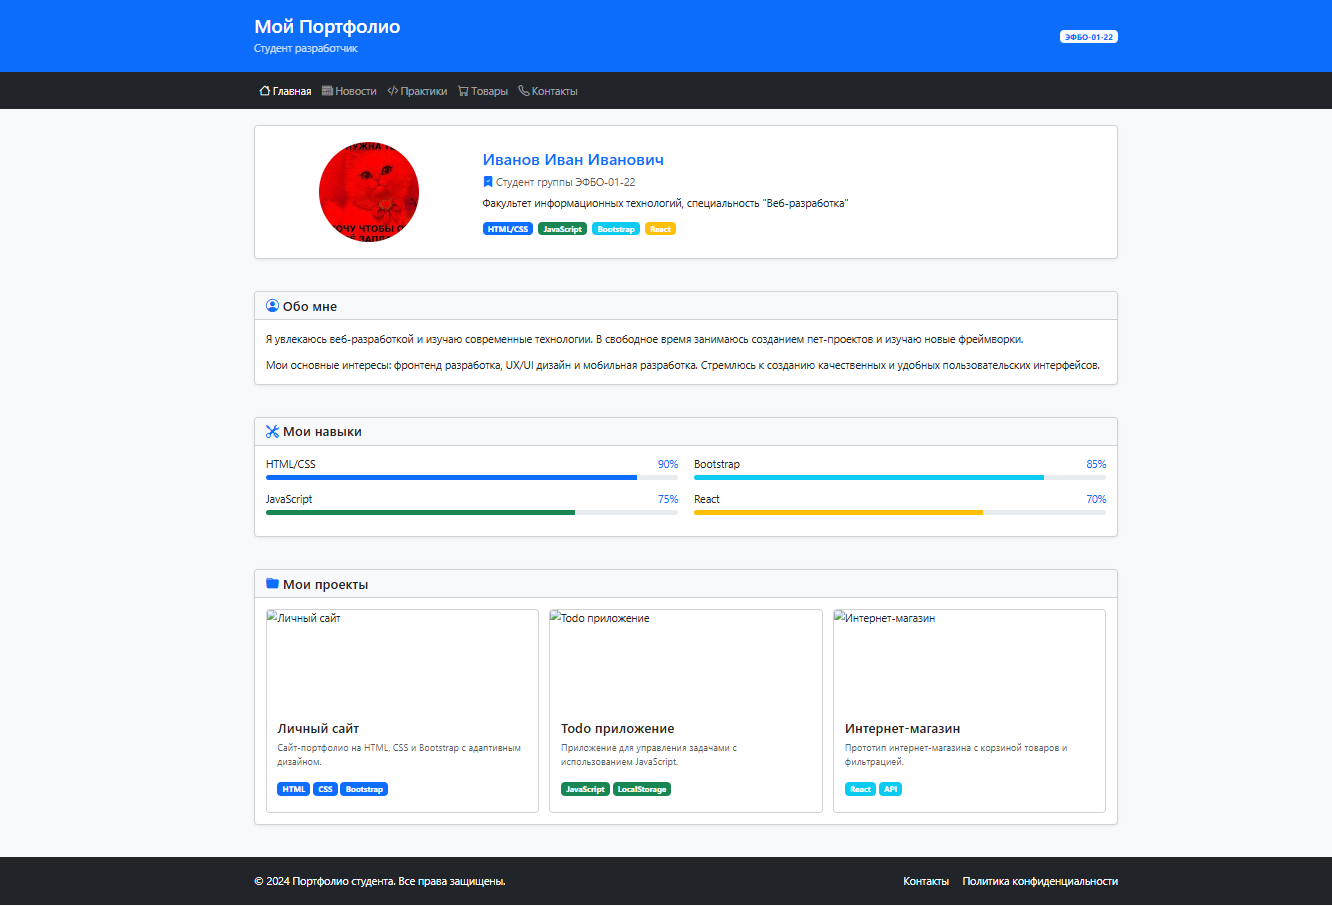 Мой Портфолио
Студент разработчик
ЭФБО-01-22
Главная Новости Практики Товары Контакты
Иванов Иван Иванович
Студент группы ЭФБО-01-22
Факультет информационных технологий, специальность "Веб-разработка"
HTML/CSS JavaScript Bootstrap React
Обо мне
Я увлекаюсь веб-разработкой и изучаю современные технологии. В свободное время занимаюсь созданием пет-проектов и изучаю новые фреймворки.
Мои основные интересы: фронтенд разработка, UX/UI дизайн и мобильная разработка. Стремлюсь к созданию качественных и удобных пользовательских интерфейсов.
Мои навыки
HTML/CSS 90%
Bootstrap 85%
JavaScript 75%
React 70%
Мои проекты
Личный сайт
Личный сайт
Сайт-портфолио на HTML, CSS и Bootstrap с адаптивным
дизайном.
HTML CSS Bootstrap
Todo приложение
Todo приложение
Приложение для управления задачами с
использованием JavaScript.
JavaScript LocalStorage
Интернет-магазин
Интернет-магазин
Прототип интернет-магазина с корзиной товаров и
фильтрацией.
React API
© 2024 Портфолио студента. Все права защищены.
Контакты Политика конфиденциальности